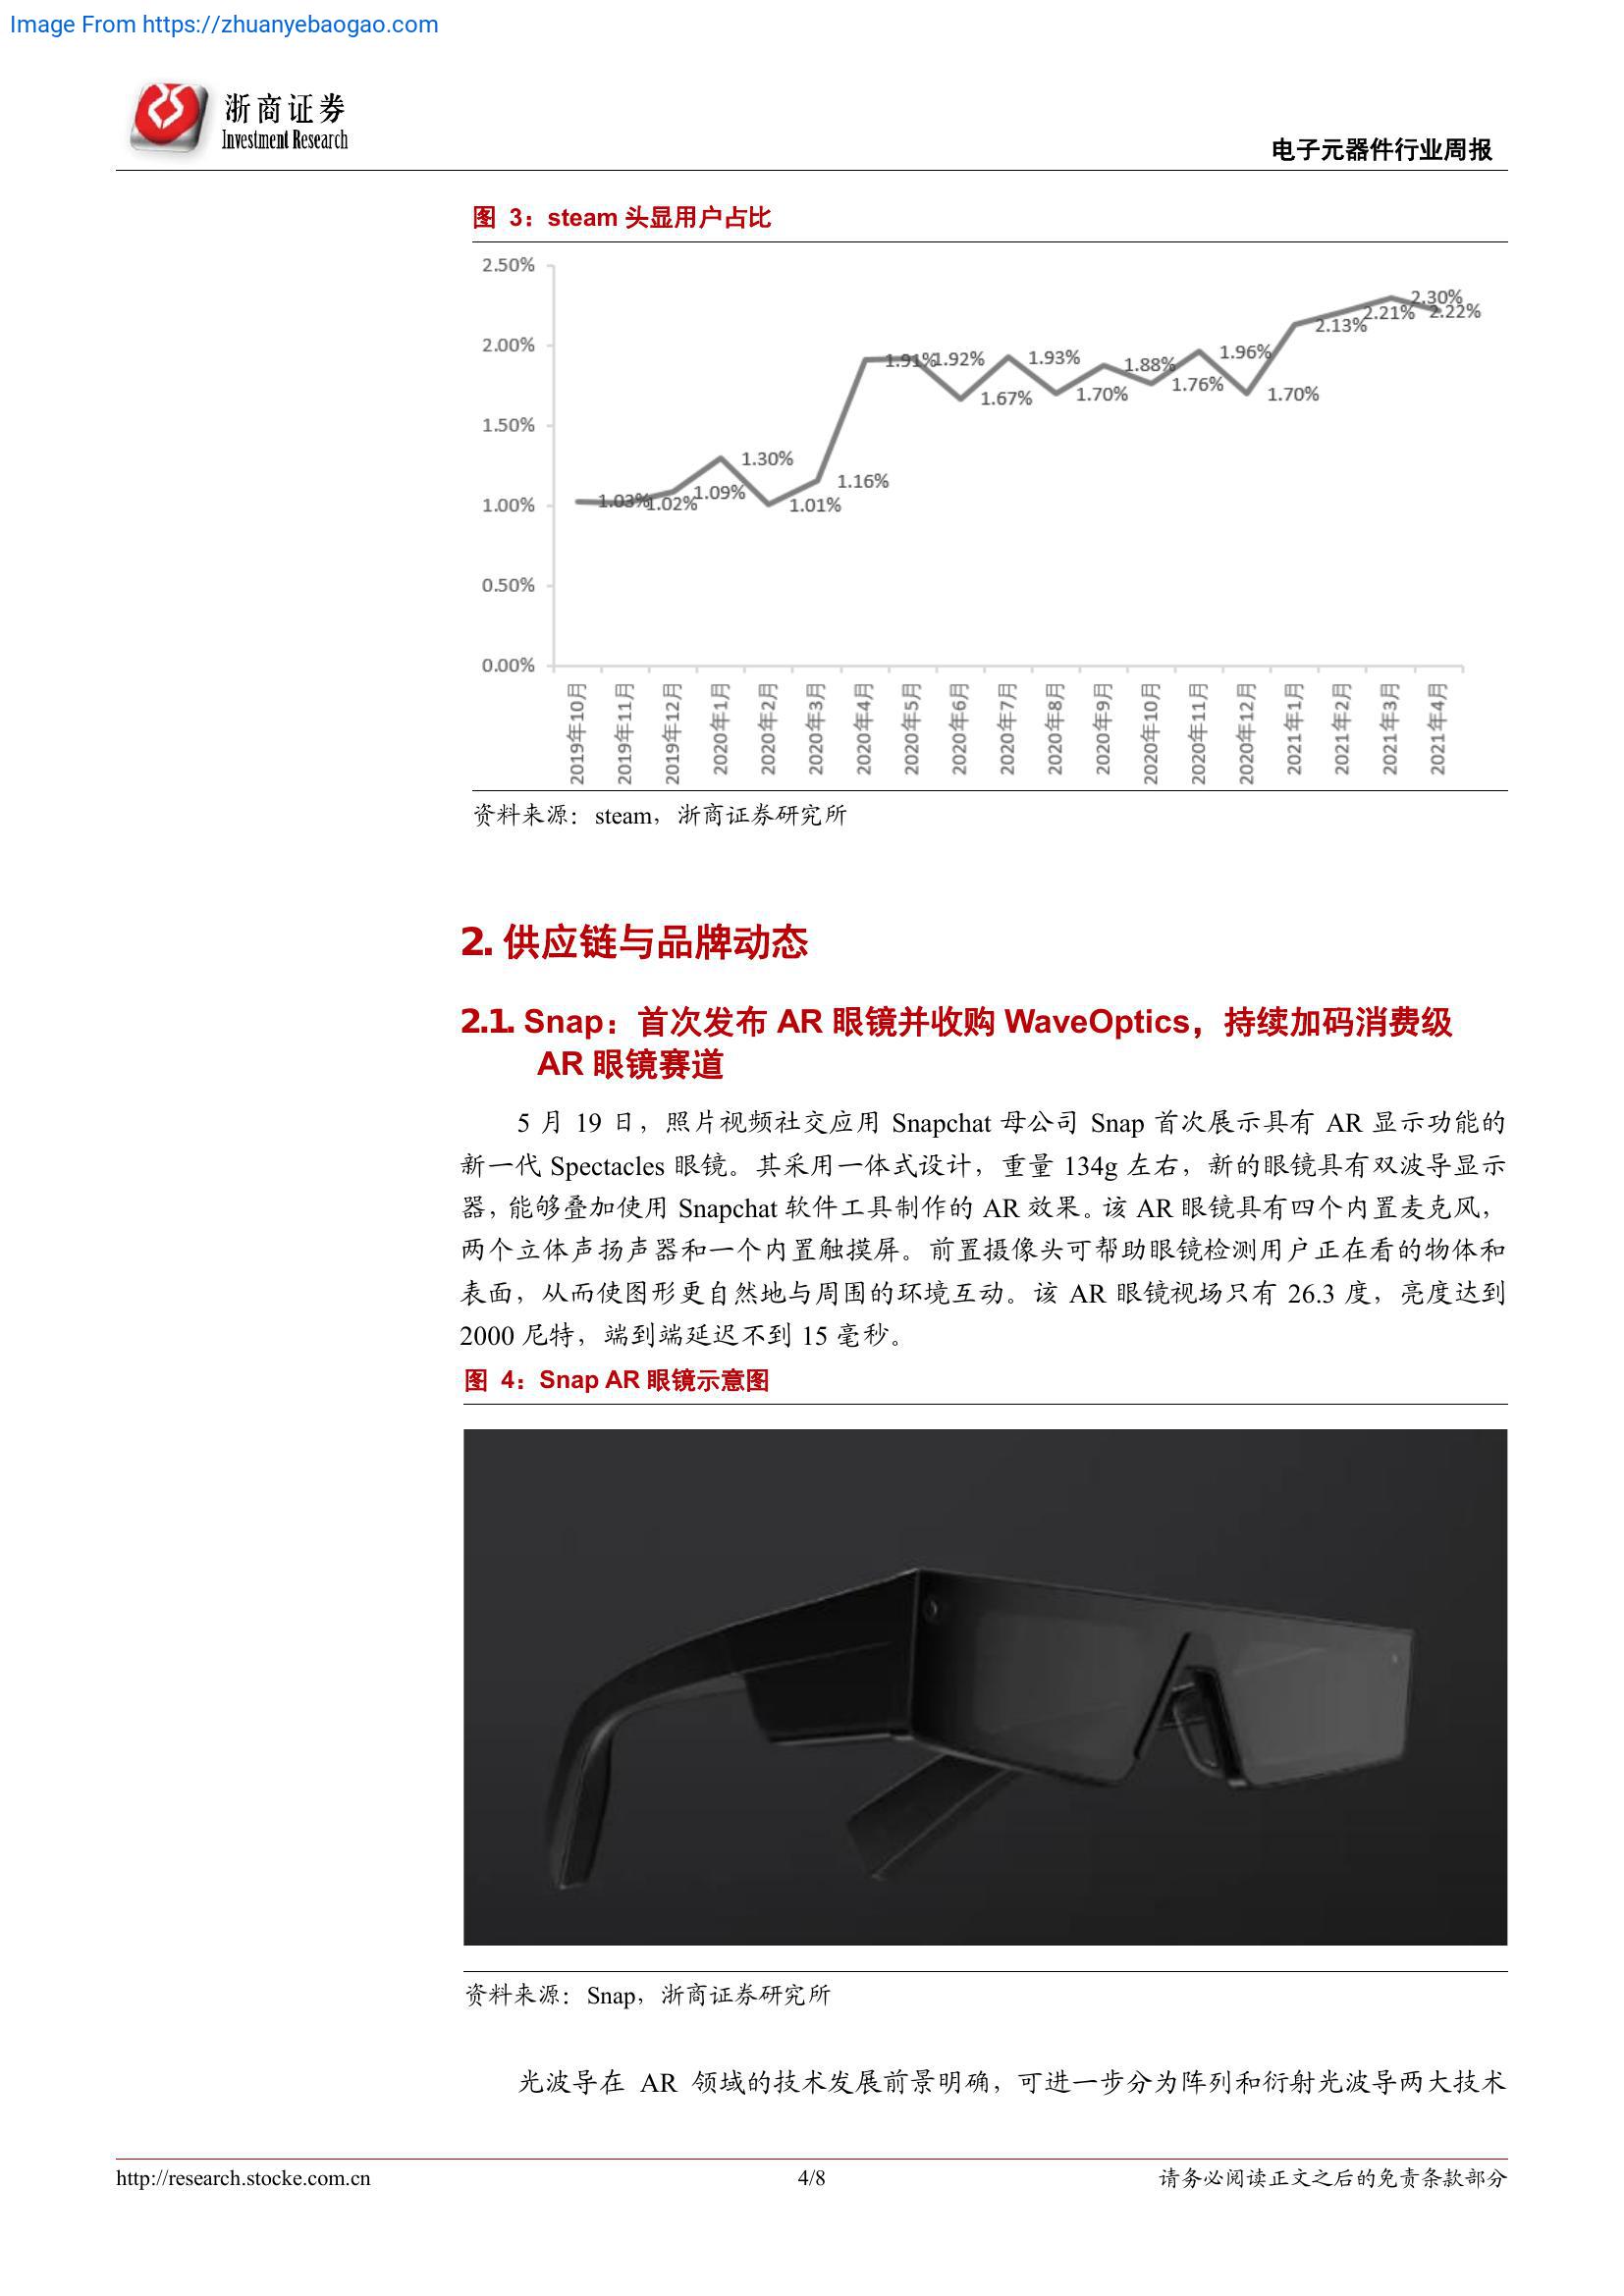 Image From https://zhuanyebaogao.com
浙商证券
Investment Research
电子元器件行业周报
图 3：steam 头显用户占比
2.50%
2.00%
1.50%
1.00%
0.50%
0.00%
1.03%
1.02%
1.09%
1.30%
1.01%
1.16%
1.91%
1.92%
1.67%
1.93%
1.70%
1.88%
1.76%
1.96%
1.70%
2.13%
2.21%
2.30%
2.22%
2019年10月
2019年11月
2019年12月
2020年1月
2020年2月
2020年3月
2020年4月
2020年5月
2020年6月
2020年7月
2020年8月
2020年9月
2020年10月
2020年11月
2020年12月
2021年1月
2021年2月
2021年3月
2021年4月
资料来源：steam，浙商证券研究所
2. 供应链与品牌动态
2.1. Snap：首次发布 AR 眼镜并收购 WaveOptics，持续加码消费级
AR 眼镜赛道
5 月 19 日，照片视频社交应用 Snapchat 母公司 Snap 首次展示具有 AR 显示功能的
新一代 Spectacles 眼镜。其采用一体式设计，重量 134g 左右，新的眼镜具有双波导显示
器，能够叠加使用 Snapchat 软件工具制作的 AR 效果。该 AR 眼镜具有四个内置麦克风，
两个立体声扬声器和一个内置触摸屏。前置摄像头可帮助眼镜检测用户正在看的物体和
表面，从而使图形更自然地与周围的环境互动。该 AR 眼镜视场只有 26.3 度，亮度达到
2000 尼特，端到端延迟不到 15 毫秒。
图 4：Snap AR 眼镜示意图
资料来源：Snap，浙商证券研究所
光波导在 AR 领域的技术发展前景明确，可进一步分为阵列和衍射光波导两大技术
http://research.stocke.com.cn
4/8
请务必阅读正文之后的免责条款部分